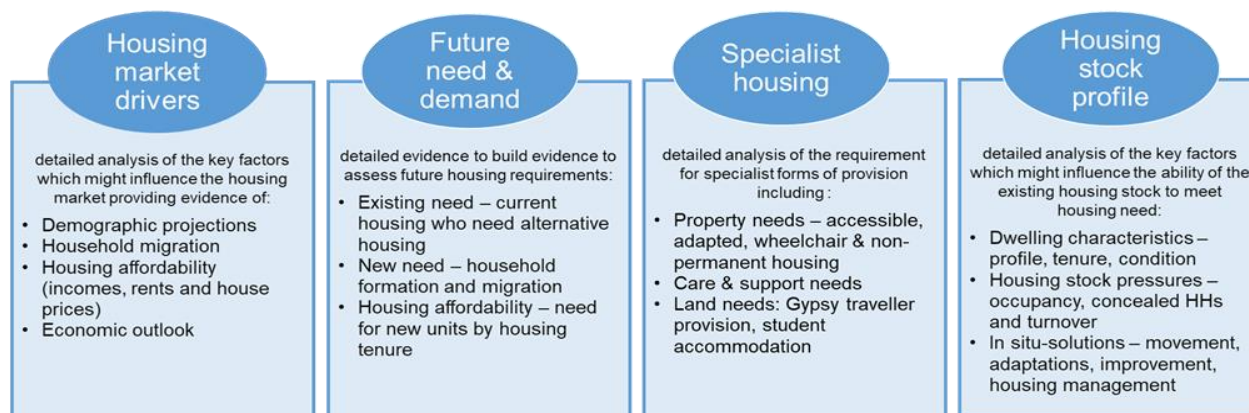 Housing
market
drivers
detailed analysis of the key factors
which might influence the housing
market providing evidence of:
• Demographic projections
• Household migration
• Housing affordability
(incomes, rents and house
prices)
• Economic outlook
Future
need &
demand
detailed evidence to build evidence to
assess future housing requirements:
• Existing need – current
housing who need alternative
housing
• New need – household
formation and migration
• Housing affordability – need
for new units by housing
tenure
Specialist
housing
detailed analysis of the requirement
for specialist forms of provision
including :
• Property needs – accessible,
adapted, wheelchair & non-
permanent housing
• Care & support needs
• Land needs: Gypsy traveller
provision, student
accommodation
Housing
stock
profile
detailed analysis of the key factors
which might influence the ability of the
existing housing stock to meet
housing need:
• Dwelling characteristics –
profile, tenure, condition
• Housing stock pressures –
occupancy, concealed HHs
and turnover
• In situ-solutions – movement,
adaptations, improvement,
housing management